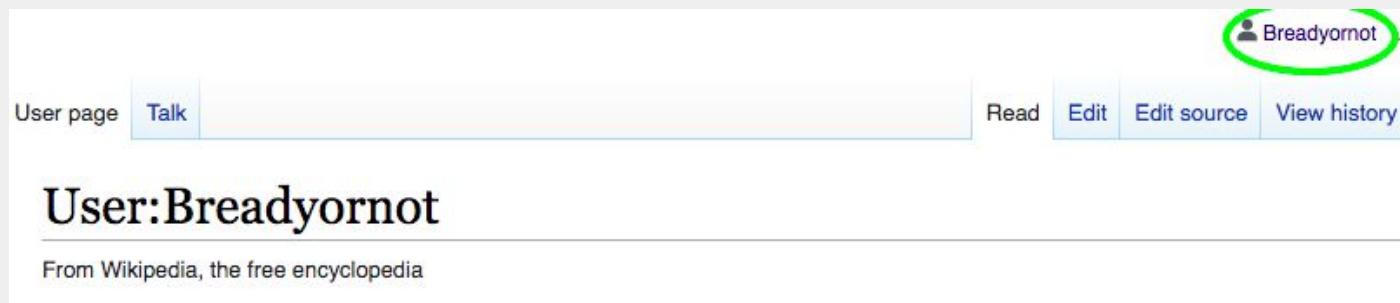 Breadyornot
User page Talk Read Edit Edit source View history
User:Breadyornot
From Wikipedia, the free encyclopedia